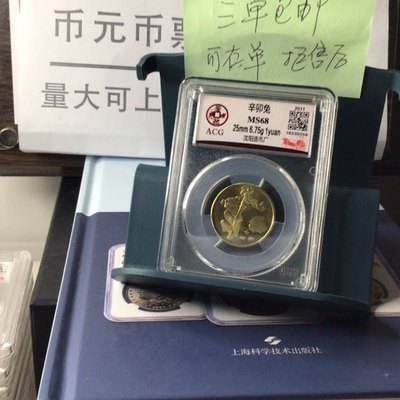 三单包邮
可存单 拒售后
币元币票
量大可上
辛卯兔
2011
MS68
25mm 6.75g 1yuan
沈阳造币厂
ACG
上海科学技术出版社